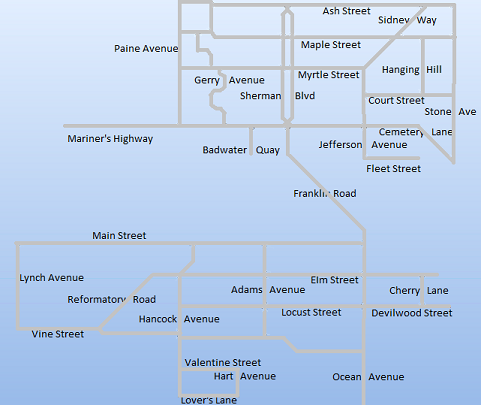 Ash Street
Sidney Way
Paine Avenue
Maple Street
Gerry Avenue
Myrtle Street
Hanging Hill
Sherman Blvd
Court Street
Stone Ave
Mariner's Highway
Cemetery Lane
Badwater Quay
Jefferson Avenue
Fleet Street
Franklin Road
Main Street
Lynch Avenue
Elm Street
Reformatory Road
Adams Avenue
Cherry Lane
Hancock Avenue
Locust Street
Devilwood Street
Vine Street
Valentine Street
Hart Avenue
Ocean Avenue
Lover's Lane